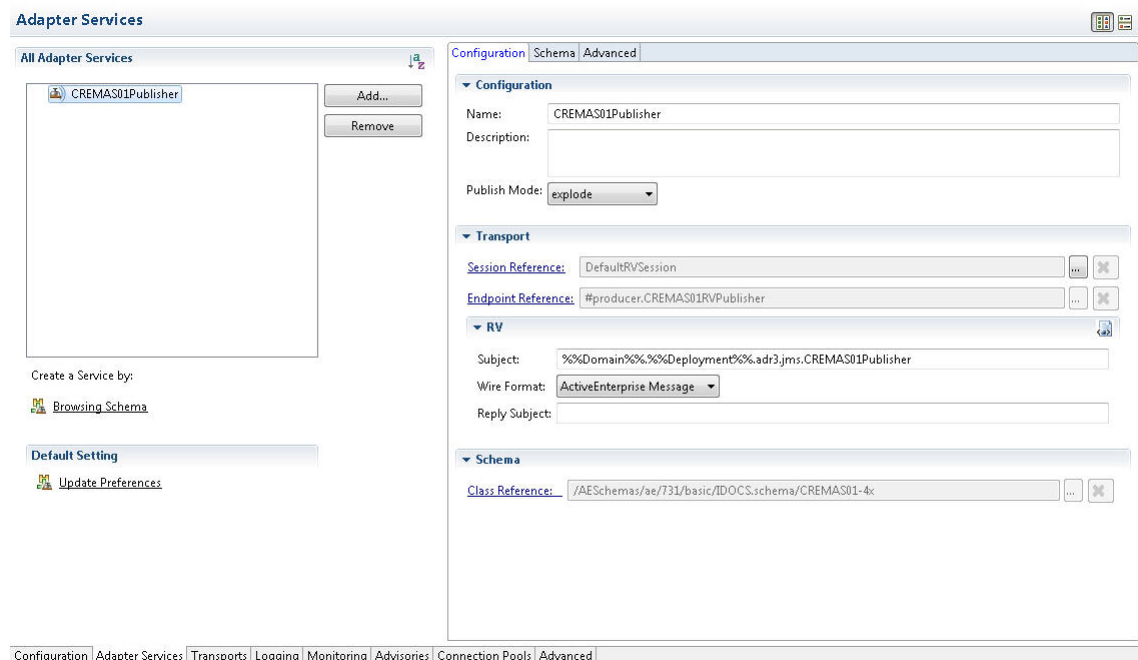 Adapter Services
All Adapter Services
CREMAS01Publisher
Add...
Remove
Create a Service by:
Browsing Schema
Default Setting
Update Preferences
Configuration Schema Advanced
Configuration
Name: CREMAS01Publisher
Description:
Publish Mode: explode
Transport
Session Reference: DefaultRVSession ...
Endpoint Reference: #producer.CREMAS01RVPublisher ...
RV
Subject: %%Domain%%.%%Deployment%%.adr3.jms.CREMAS01Publisher
Wire Format: ActiveEnterprise Message
Reply Subject:
Schema
Class Reference: /AESchemas/ae/731/basic/IDOCS.schema/CREMAS01-4x ...
Configuration Adapter Services Transports Logging Monitoring Advisories Connection Pools Advanced